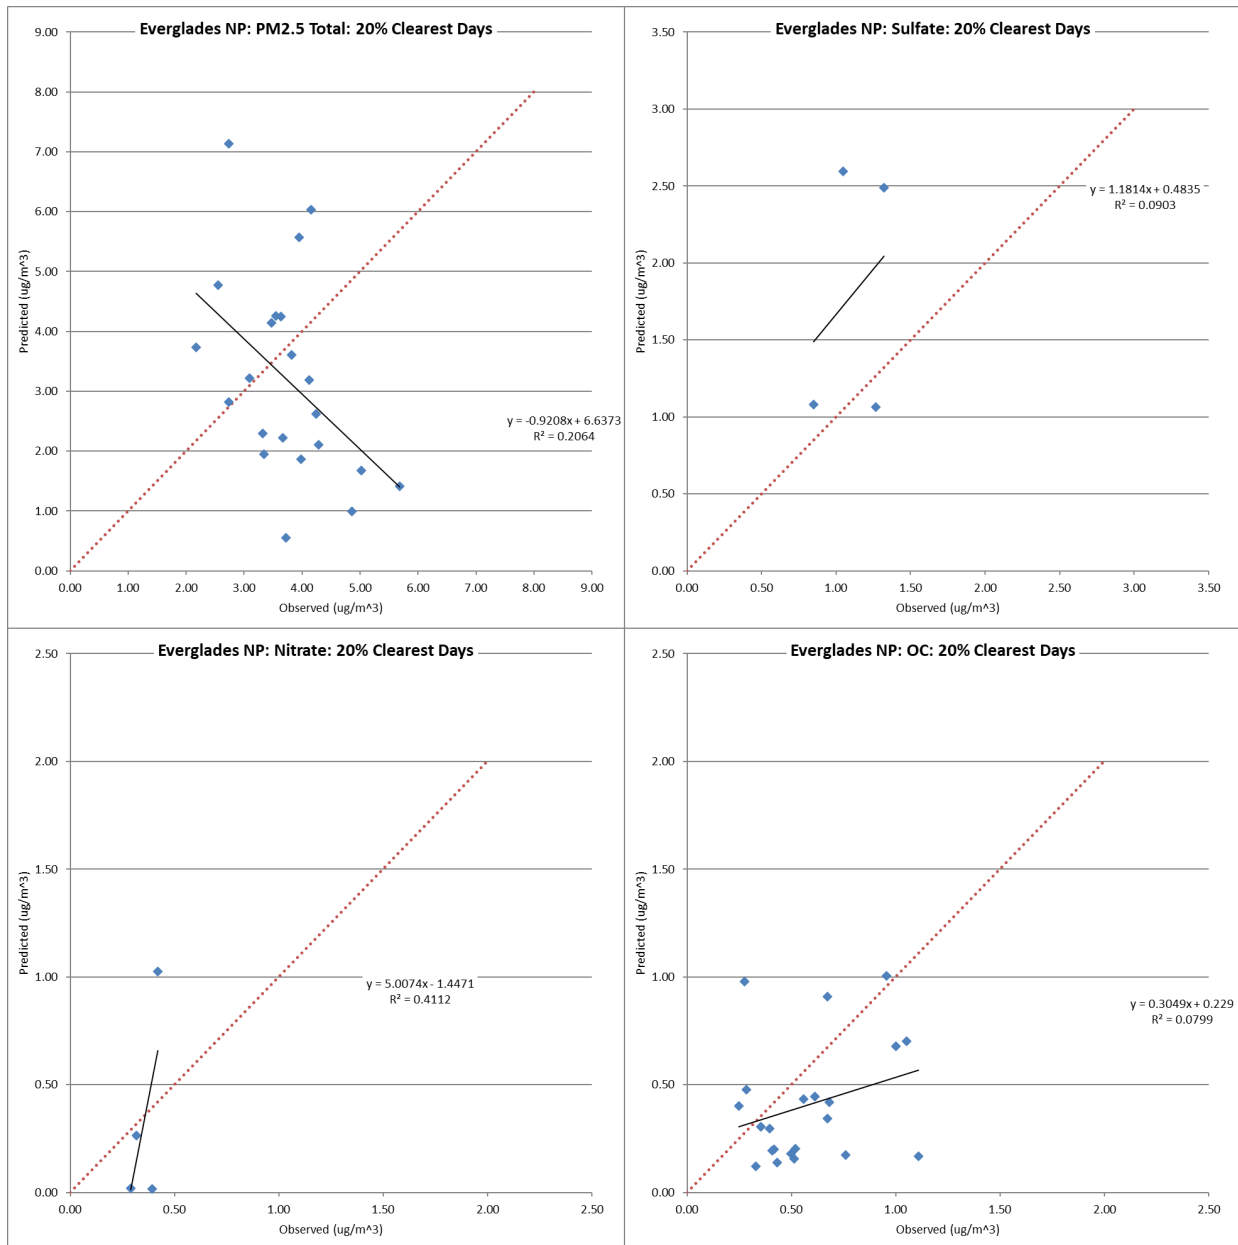 Everglades NP: PM2.5 Total: 20% Clearest Days
9.00
8.00
7.00
6.00
5.00
4.00
3.00
2.00
1.00
0.00
Predicted (ug/m^3)
y = -0.9208x + 6.6373
R² = 0.2064
0.00 1.00 2.00 3.00 4.00 5.00 6.00 7.00 8.00 9.00
Observed (ug/m^3)
Everglades NP: Sulfate: 20% Clearest Days
3.50
3.00
2.50
2.00
1.50
1.00
0.50
0.00
Predicted (ug/m^3)
y = 1.1814x + 0.4835
R² = 0.0903
0.00 0.50 1.00 1.50 2.00 2.50 3.00 3.50
Observed (ug/m^3)
Everglades NP: Nitrate: 20% Clearest Days
2.50
2.00
1.50
1.00
0.50
0.00
Predicted (ug/m^3)
y = 5.0074x - 1.4471
R² = 0.4112
0.00 0.50 1.00 1.50 2.00 2.50
Observed (ug/m^3)
Everglades NP: OC: 20% Clearest Days
2.50
2.00
1.50
1.00
0.50
0.00
Predicted (ug/m^3)
y = 0.3049x + 0.229
R² = 0.0799
0.00 0.50 1.00 1.50 2.00 2.50
Observed (ug/m^3)